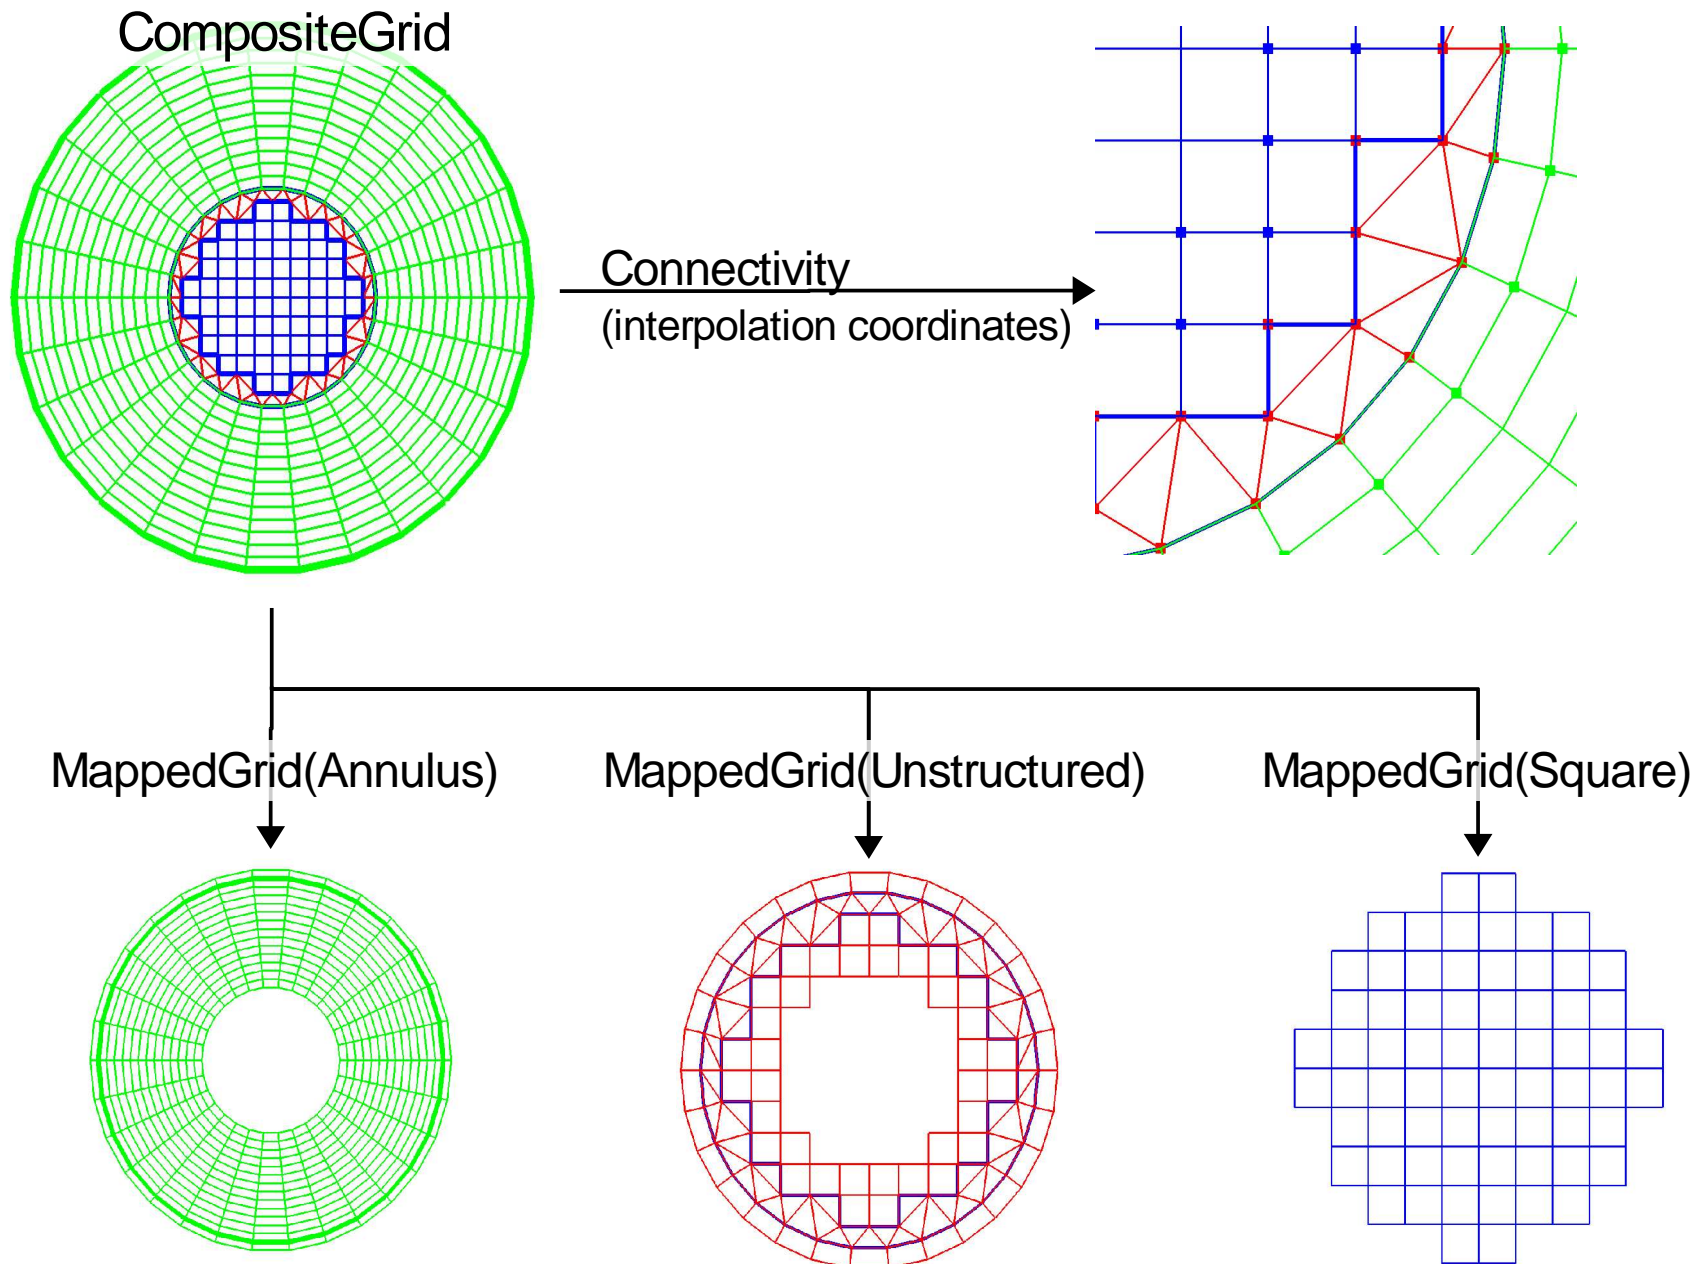 CompositeGrid
Connectivity
(interpolation coordinates)
MappedGrid(Annulus)
MappedGrid(Unstructured)
MappedGrid(Square)